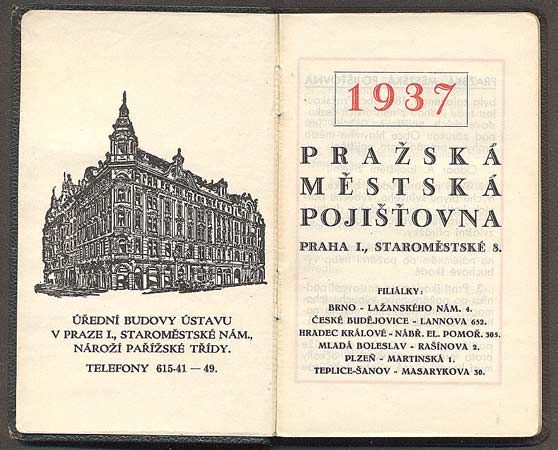 ÚŘEDNÍ BUDOVY ÚSTAVU
V PRAZE I., STAROMĚSTSKÉ NÁM.,
NÁROŽÍ PAŘÍŽSKÉ TŘÍDY.
TELEFONY 615-41 — 49.
1937
PRAŽSKÁ
MĚSTSKÁ
POJIŠŤOVNA
PRAHA I., STAROMĚSTSKÉ 8.
FILIÁLKY:
BRNO - LAŽANSKÉHO NÁM. 4.
ČESKÉ BUDĚJOVICE - LANNOVA 652.
HRADEC KRÁLOVÉ - NÁBŘ. EL. POMOR. 305.
MLADÁ BOLESLAV - RAŠÍNOVA 2.
PLZEŇ - MARTINSKÁ 1.
TEPLICE-ŠANOV - MASARYKOVA 30.